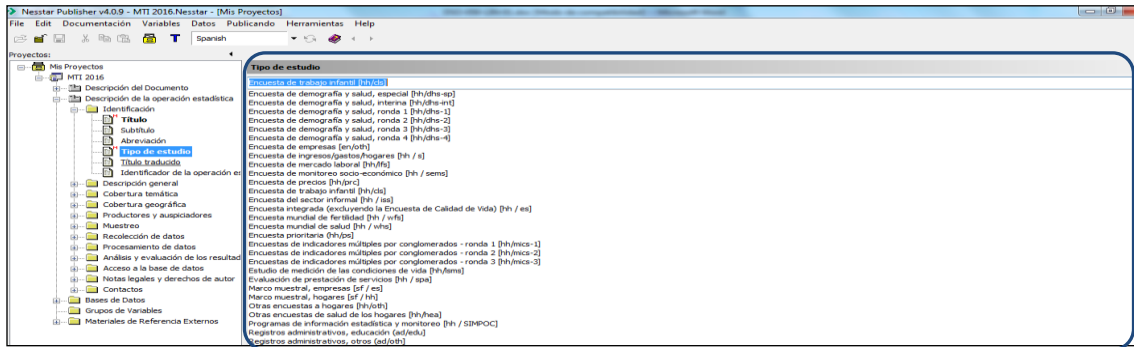 Nesstar Publisher v4.0.9 - MTI 2016.Nesstar - [Mis Proyectos]
File Edit Documentación Variables Datos Publicando Herramientas Help
T Spanish
Proyectos:
Mis Proyectos
MTI 2016
Descripción del Documento
Descripción de la operación estadística
Identificación
Título
Subtítulo
Abreviación
Tipo de estudio
Título traducido
Identificador de la operación es
Descripción general
Cobertura temática
Cobertura geográfica
Productores y auspiciadores
Muestreo
Recolección de datos
Procesamiento de datos
Análisis y evaluación de los resultad
Acceso a la base de datos
Notas legales y derechos de autor
Contactos
Bases de Datos
Grupos de Variables
Materiales de Referencia Externos
Tipo de estudio
Encuesta de trabajo infantil [hh/cls]
Encuesta de demografía y salud, especial [hh/dhs-sp]
Encuesta de demografía y salud, interina [hh/dhs-int]
Encuesta de demografía y salud, ronda 1 [hh/dhs-1]
Encuesta de demografía y salud, ronda 2 [hh/dhs-2]
Encuesta de demografía y salud, ronda 3 [hh/dhs-3]
Encuesta de demografía y salud, ronda 4 [hh/dhs-4]
Encuesta de empresas [en/oth]
Encuesta de ingresos/gastos/hogares [hh / s]
Encuesta de mercado laboral [hh/lfs]
Encuesta de monitoreo socio-económico [hh / sems]
Encuesta de precios [hh/prc]
Encuesta de trabajo infantil [hh/cls]
Encuesta del sector informal [hh / iss]
Encuesta integrada (excluyendo la Encuesta de Calidad de Vida) [hh / es]
Encuesta mundial de fertilidad [hh / wfs]
Encuesta mundial de salud [hh / whs]
Encuesta prioritaria (hh/ps]
Encuestas de indicadores múltiples por conglomerados - ronda 1 [hh/mics-1]
Encuestas de indicadores múltiples por conglomerados - ronda 2 [hh/mics-2]
Encuestas de indicadores múltiples por conglomerados - ronda 3 [hh/mics-3]
Estudio de medición de las condiciones de vida [hh/lsms]
Evaluación de prestación de servicios [hh / spa]
Marco muestral, empresas [sf / es]
Marco muestral, hogares [sf / hh]
Otras encuestas a hogares [hh/oth]
Otras encuestas de salud de los hogares [hh/hea]
Programas de información estadística y monitoreo [hh / SIMPOC]
Registros administrativos, educación (ad/edu]
Registros administrativos, otros (ad/oth]